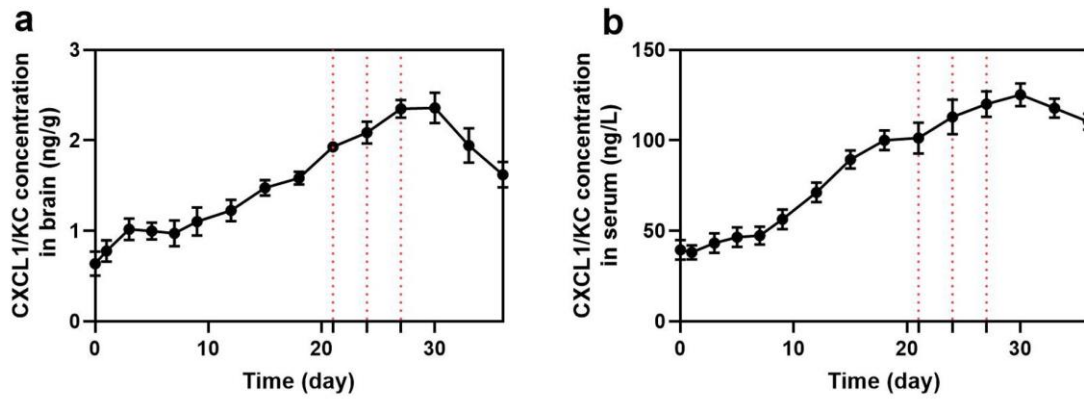 a
CXCL1/KC concentration
in brain (ng/g)
3
2
1
0
0 10 20 30
Time (day)
b
CXCL1/KC concentration
in serum (ng/L)
150
100
50
0
0 10 20 30
Time (day)